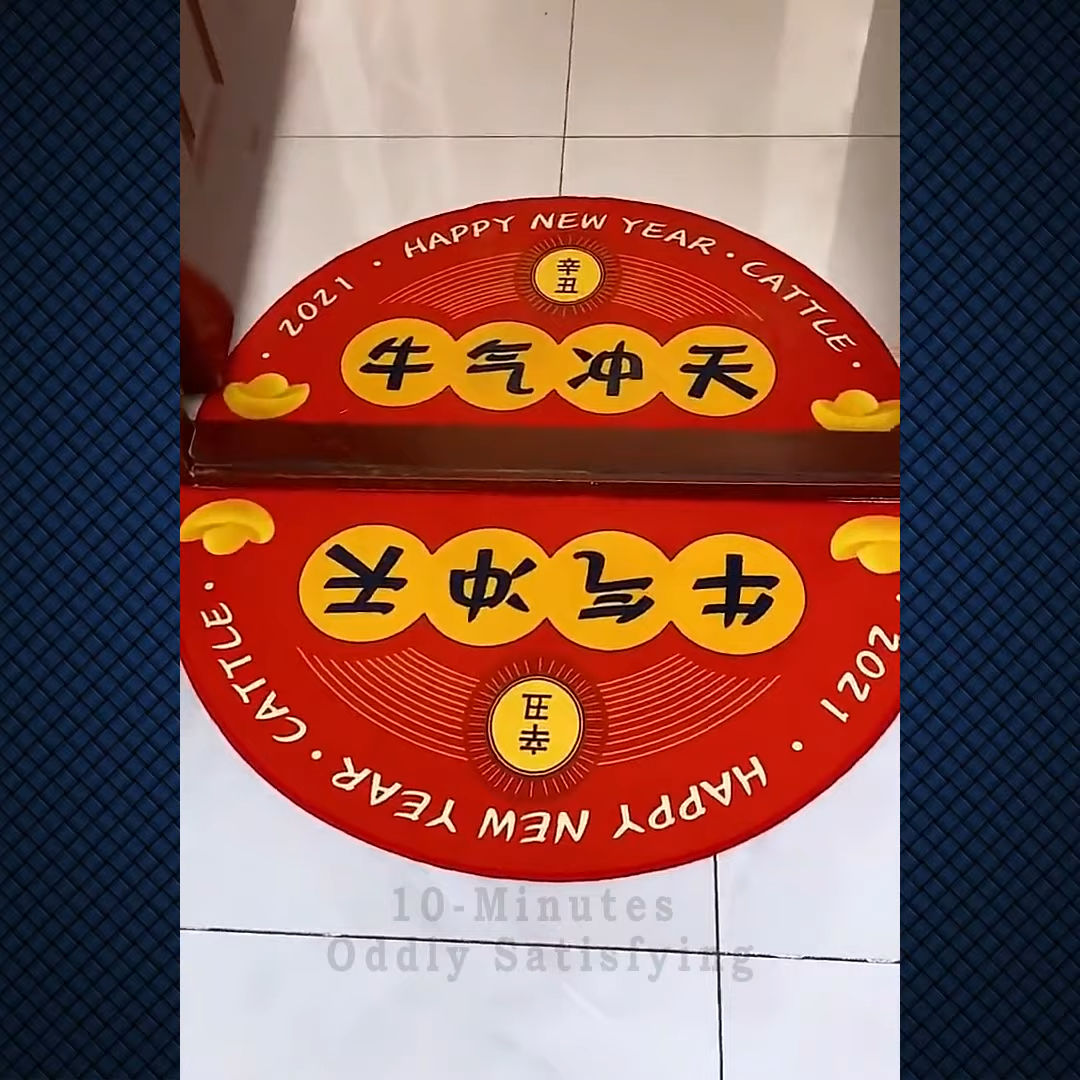 2021 · HAPPY NEW YEAR · CATTLE ·
辛丑
牛气冲天
牛气冲天
辛丑
2021 · HAPPY NEW YEAR · CATTLE ·
10-Minutes
Oddly Satisfying